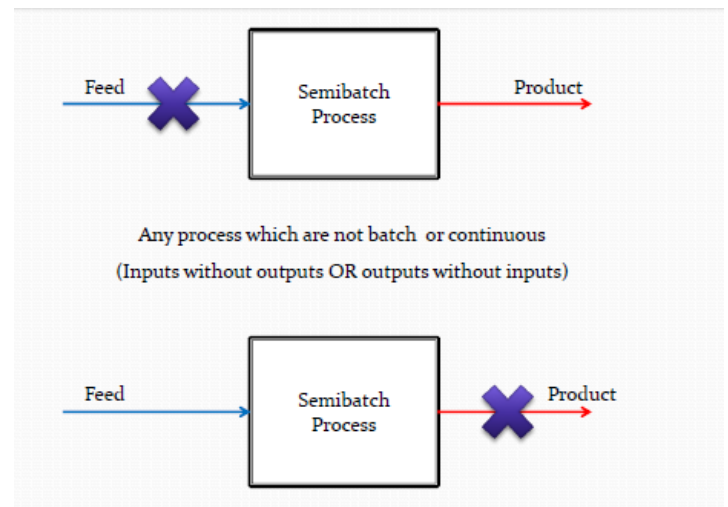 Feed
Semibatch
Process
Product
Any process which are not batch or continuous
(Inputs without outputs OR outputs without inputs)
Feed
Semibatch
Process
Product